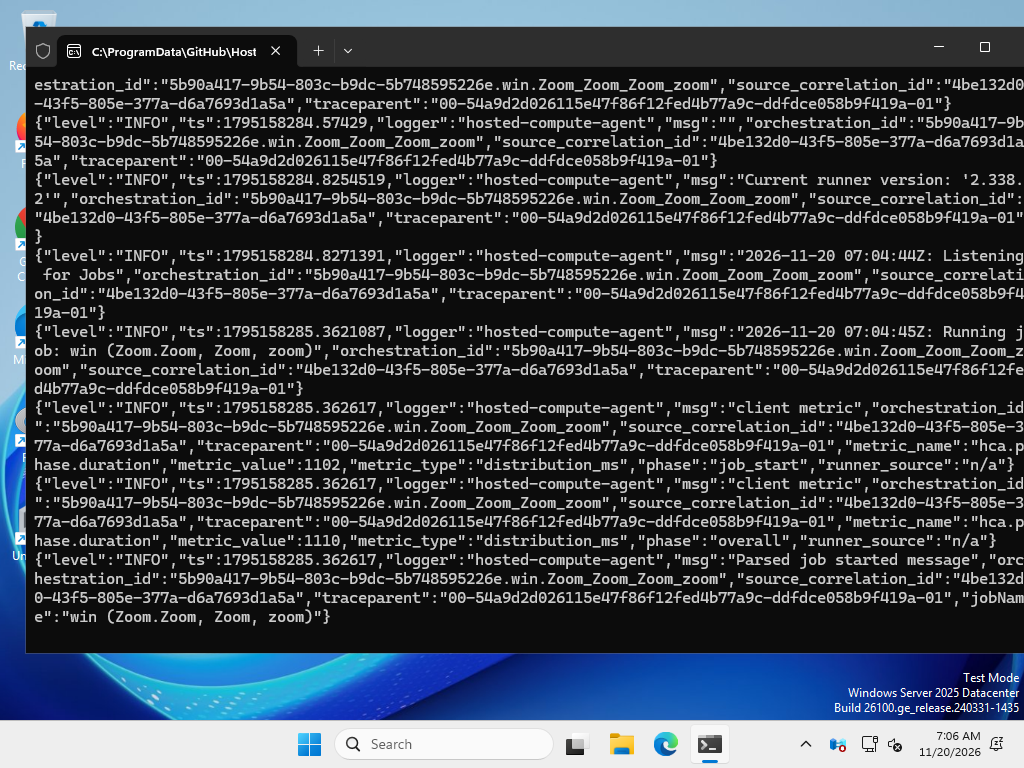 C:\ProgramData\GitHub\Host
estration_id":"5b90a417-9b54-803c-b9dc-5b748595226e.win.Zoom_Zoom_Zoom_zoom","source_correlation_id":"4be132d0
-43f5-805e-377a-d6a7693d1a5a","traceparent":"00-54a9d2d026115e47f86f12fed4b77a9c-ddfdce058b9f419a-01"}
{"level":"INFO","ts":1795158284.57429,"logger":"hosted-compute-agent","msg":"","orchestration_id":"5b90a417-9b
54-803c-b9dc-5b748595226e.win.Zoom_Zoom_Zoom_zoom","source_correlation_id":"4be132d0-43f5-805e-377a-d6a7693d1a
5a","traceparent":"00-54a9d2d026115e47f86f12fed4b77a9c-ddfdce058b9f419a-01"}
{"level":"INFO","ts":1795158284.8254519,"logger":"hosted-compute-agent","msg":"Current runner version: '2.338.
2'","orchestration_id":"5b90a417-9b54-803c-b9dc-5b748595226e.win.Zoom_Zoom_Zoom_zoom","source_correlation_id":
"4be132d0-43f5-805e-377a-d6a7693d1a5a","traceparent":"00-54a9d2d026115e47f86f12fed4b77a9c-ddfdce058b9f419a-01"
}
{"level":"INFO","ts":1795158284.8271391,"logger":"hosted-compute-agent","msg":"2026-11-20 07:04:44Z: Listening
for Jobs","orchestration_id":"5b90a417-9b54-803c-b9dc-5b748595226e.win.Zoom_Zoom_Zoom_zoom","source_correlati
on_id":"4be132d0-43f5-805e-377a-d6a7693d1a5a","traceparent":"00-54a9d2d026115e47f86f12fed4b77a9c-ddfdce058b9f4
19a-01"}
{"level":"INFO","ts":1795158285.3621087,"logger":"hosted-compute-agent","msg":"2026-11-20 07:04:45Z: Running j
ob: win (Zoom.Zoom, Zoom, zoom)","orchestration_id":"5b90a417-9b54-803c-b9dc-5b748595226e.win.Zoom_Zoom_Zoom_z
oom","source_correlation_id":"4be132d0-43f5-805e-377a-d6a7693d1a5a","traceparent":"00-54a9d2d026115e47f86f12fe
d4b77a9c-ddfdce058b9f419a-01"}
{"level":"INFO","ts":1795158285.362617,"logger":"hosted-compute-agent","msg":"client metric","orchestration_id
":"5b90a417-9b54-803c-b9dc-5b748595226e.win.Zoom_Zoom_Zoom_zoom","source_correlation_id":"4be132d0-43f5-805e-3
77a-d6a7693d1a5a","traceparent":"00-54a9d2d026115e47f86f12fed4b77a9c-ddfdce058b9f419a-01","metric_name":"hca.p
hase.duration","metric_value":1102,"metric_type":"distribution_ms","phase":"job_start","runner_source":"n/a"}
{"level":"INFO","ts":1795158285.362617,"logger":"hosted-compute-agent","msg":"client metric","orchestration_id
":"5b90a417-9b54-803c-b9dc-5b748595226e.win.Zoom_Zoom_Zoom_zoom","source_correlation_id":"4be132d0-43f5-805e-3
77a-d6a7693d1a5a","traceparent":"00-54a9d2d026115e47f86f12fed4b77a9c-ddfdce058b9f419a-01","metric_name":"hca.p
hase.duration","metric_value":1110,"metric_type":"distribution_ms","phase":"overall","runner_source":"n/a"}
{"level":"INFO","ts":1795158285.362617,"logger":"hosted-compute-agent","msg":"Parsed job started message","orc
hestration_id":"5b90a417-9b54-803c-b9dc-5b748595226e.win.Zoom_Zoom_Zoom_zoom","source_correlation_id":"4be132d
0-43f5-805e-377a-d6a7693d1a5a","traceparent":"00-54a9d2d026115e47f86f12fed4b77a9c-ddfdce058b9f419a-01","jobNam
e":"win (Zoom.Zoom, Zoom, zoom)"}
Test Mode
Windows Server 2025 Datacenter
Build 26100.ge_release.240331-1435
Search
7:06 AM
11/20/2026